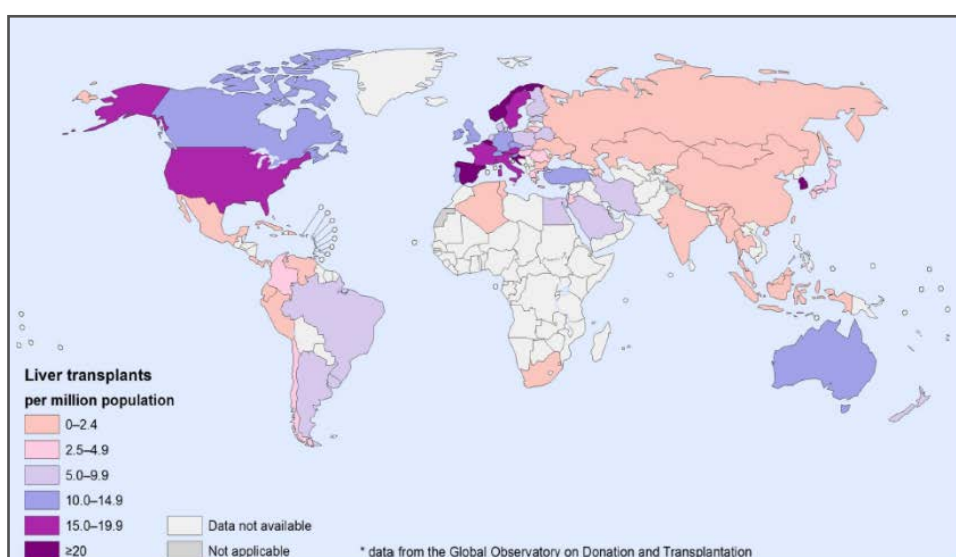 Liver transplants
per million population
0–2.4
2.5–4.9
5.0–9.9
10.0–14.9
15.0–19.9
≥20
Data not available
Not applicable
* data from the Global Observatory on Donation and Transplantation